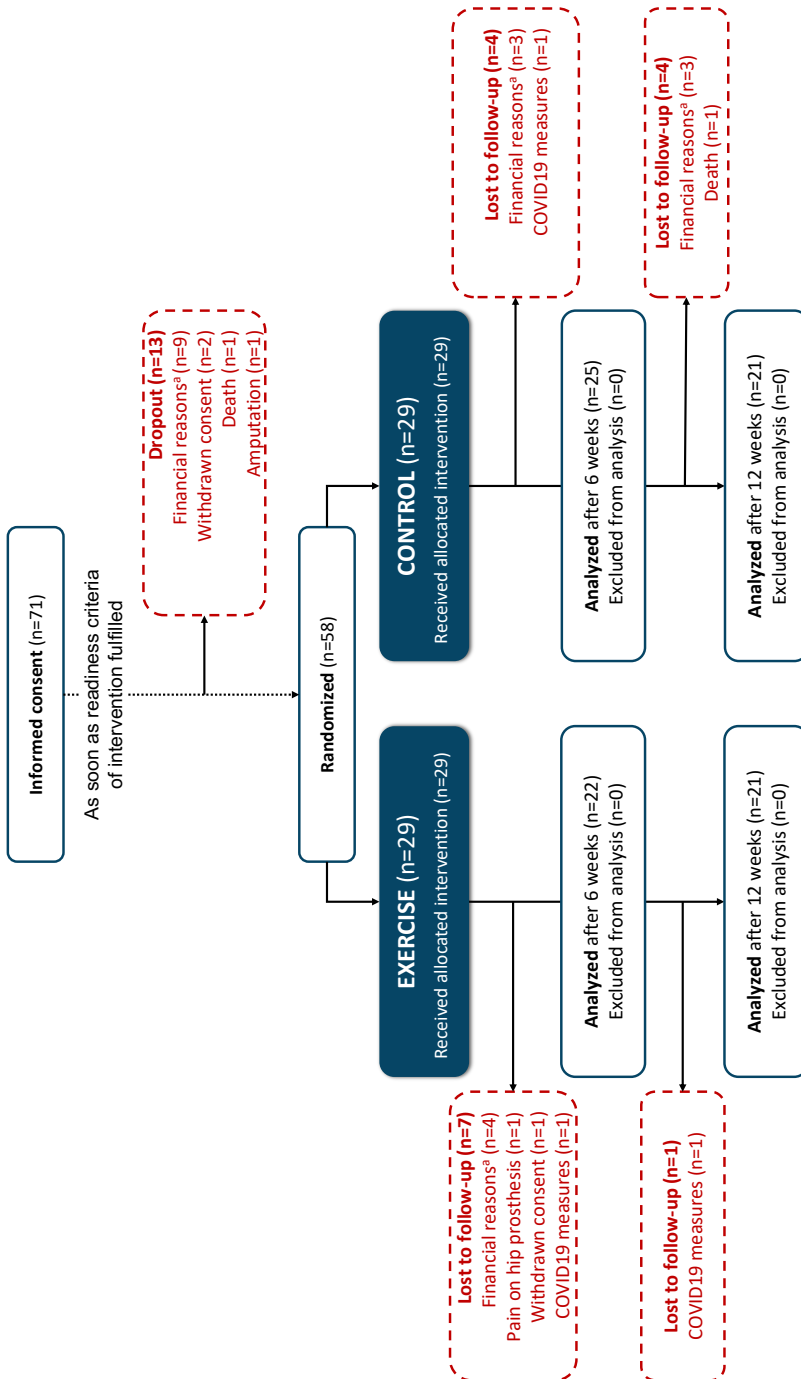 Informed consent (n=71)
As soon as readiness criteria
of intervention fulfilled
Dropout (n=13)
Financial reasonsᵃ (n=9)
Withdrawn consent (n=2)
Death (n=1)
Amputation (n=1)
Randomized (n=58)
EXERCISE (n=29)
Received allocated intervention (n=29)
CONTROL (n=29)
Received allocated intervention (n=29)
Lost to follow-up (n=7)
Financial reasonsᵃ (n=4)
Pain on hip prosthesis (n=1)
Withdrawn consent (n=1)
COVID19 measures (n=1)
Lost to follow-up (n=4)
Financial reasonsᵃ (n=3)
COVID19 measures (n=1)
Analyzed after 6 weeks (n=22)
Excluded from analysis (n=0)
Analyzed after 6 weeks (n=25)
Excluded from analysis (n=0)
Lost to follow-up (n=1)
COVID19 measures (n=1)
Lost to follow-up (n=4)
Financial reasonsᵃ (n=3)
Death (n=1)
Analyzed after 12 weeks (n=21)
Excluded from analysis (n=0)
Analyzed after 12 weeks (n=21)
Excluded from analysis (n=0)